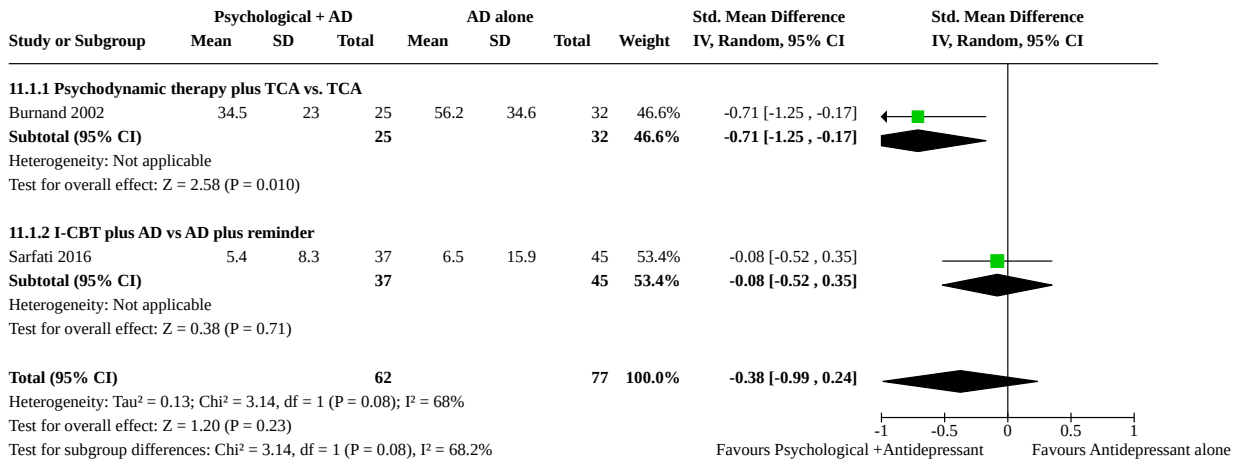 Psychological + AD AD alone Std. Mean Difference Std. Mean Difference
Study or Subgroup Mean SD Total Mean SD Total Weight IV, Random, 95% CI IV, Random, 95% CI
11.1.1 Psychodynamic therapy plus TCA vs. TCA
Burnand 2002 34.5 23 25 56.2 34.6 32 46.6% -0.71 [-1.25 , -0.17]
Subtotal (95% CI) 25 32 46.6% -0.71 [-1.25 , -0.17]
Heterogeneity: Not applicable
Test for overall effect: Z = 2.58 (P = 0.010)
11.1.2 I-CBT plus AD vs AD plus reminder
Sarfati 2016 5.4 8.3 37 6.5 15.9 45 53.4% -0.08 [-0.52 , 0.35]
Subtotal (95% CI) 37 45 53.4% -0.08 [-0.52 , 0.35]
Heterogeneity: Not applicable
Test for overall effect: Z = 0.38 (P = 0.71)
Total (95% CI) 62 77 100.0% -0.38 [-0.99 , 0.24]
Heterogeneity: Tau² = 0.13; Chi² = 3.14, df = 1 (P = 0.08); I² = 68%
Test for overall effect: Z = 1.20 (P = 0.23) -1 -0.5 0 0.5 1
Test for subgroup differences: Chi² = 3.14, df = 1 (P = 0.08), I² = 68.2% Favours Psychological +Antidepressant Favours Antidepressant alone